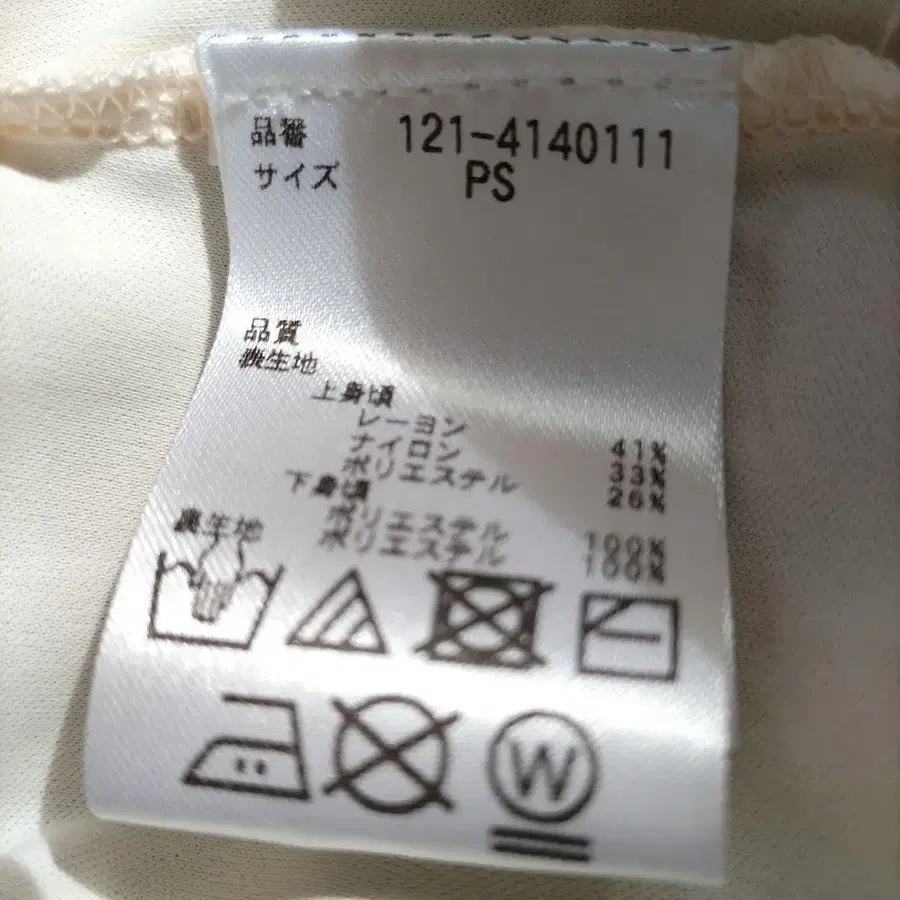 品番 121-4140111
サイズ PS
品質
表生地
上身頃
レーヨン 41%
ナイロン 33%
ポリエステル 26%
下身頃
ポリエステル 100%
裏生地 ポリエステル 100%
W